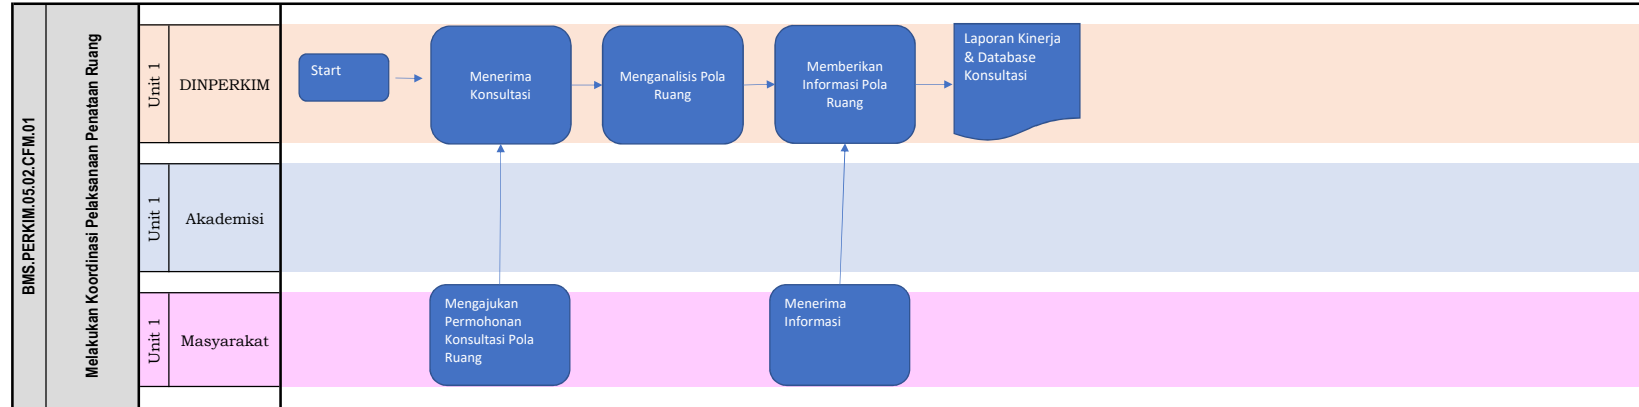 BMS.PERKIM.05.02.CFM.01
Melakukan Koordinasi Pelaksanaan Penataan Ruang
Unit 1
DINPERKIM
Start
Menerima
Konsultasi
Menganalisis Pola
Ruang
Memberikan
Informasi Pola
Ruang
Laporan Kinerja
& Database
Konsultasi
Unit 1
Akademisi
Unit 1
Masyarakat
Mengajukan
Permohonan
Konsultasi Pola
Ruang
Menerima
Informasi